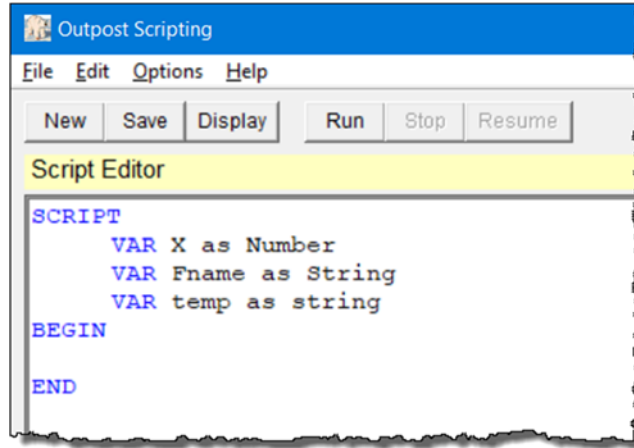 Outpost Scripting
File Edit Options Help
New Save Display Run Stop Resume
Script Editor
SCRIPT
VAR X as Number
VAR Fname as String
VAR temp as string
BEGIN
END